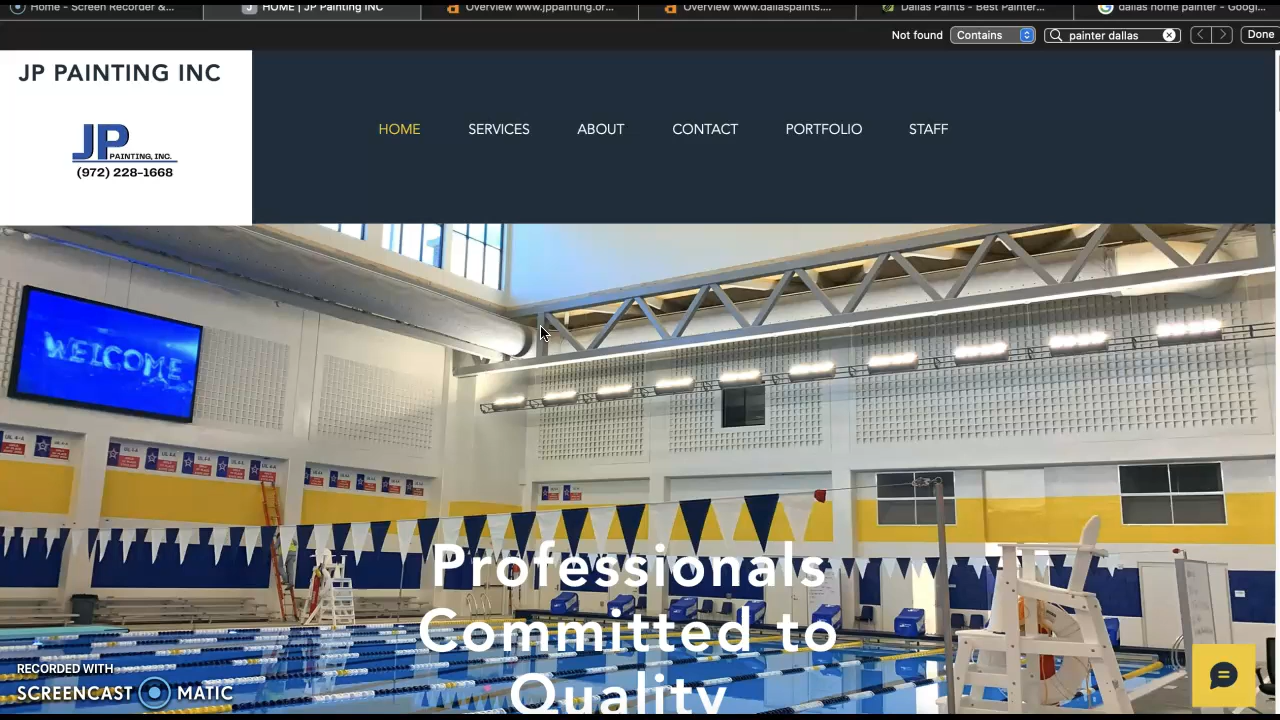 Home - Screen Recorder &...
HOME | JP Painting INC
Overview www.jppainting.or...
Overview www.dallaspaints....
Dallas Paints - Best Painter...
dallas home painter - Googl...
Not found
Contains
painter dallas
Done
JP PAINTING INC
JP
PAINTING, INC.
(972) 228-1668
HOME
SERVICES
ABOUT
CONTACT
PORTFOLIO
STAFF
WELCOME
Professionals
Committed to
Quality
RECORDED WITH
SCREENCAST MATIC